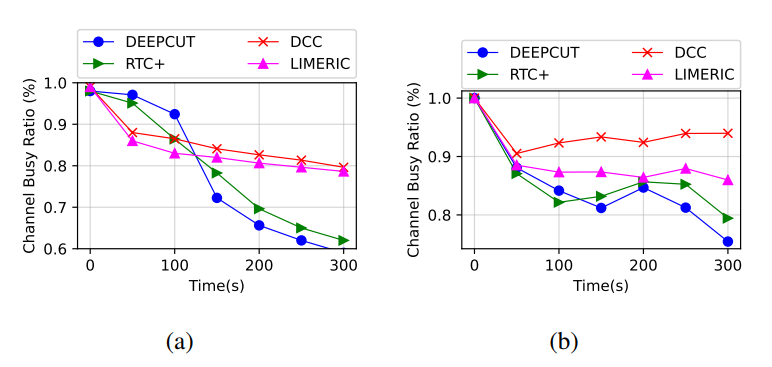 DEEPCUT DCC
RTC+ LIMERIC
Channel Busy Ratio (%)
1.0
0.9
0.8
0.7
0.6
0 100 200 300
Time(s)
(a)
DEEPCUT DCC
RTC+ LIMERIC
Channel Busy Ratio (%)
1.0
0.9
0.8
0 100 200 300
Time(s)
(b)